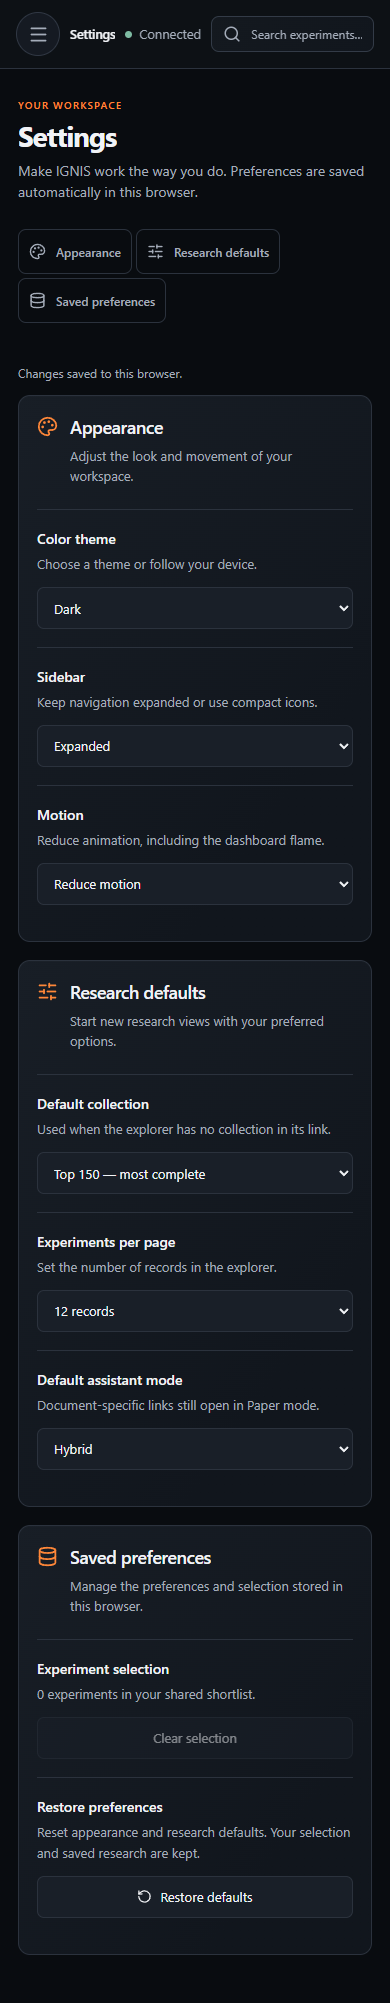 Settings
Connected
Search experiments...
YOUR WORKSPACE
Settings
Make IGNIS work the way you do. Preferences are saved
automatically in this browser.
Appearance
Research defaults
Saved preferences
Changes saved to this browser.
Appearance
Adjust the look and movement of your
workspace.
Color theme
Choose a theme or follow your device.
Dark
Sidebar
Keep navigation expanded or use compact icons.
Expanded
Motion
Reduce animation, including the dashboard flame.
Reduce motion
Research defaults
Start new research views with your preferred
options.
Default collection
Used when the explorer has no collection in its link.
Top 150 — most complete
Experiments per page
Set the number of records in the explorer.
12 records
Default assistant mode
Document-specific links still open in Paper mode.
Hybrid
Saved preferences
Manage the preferences and selection stored in
this browser.
Experiment selection
0 experiments in your shared shortlist.
Clear selection
Restore preferences
Reset appearance and research defaults. Your selection
and saved research are kept.
Restore defaults